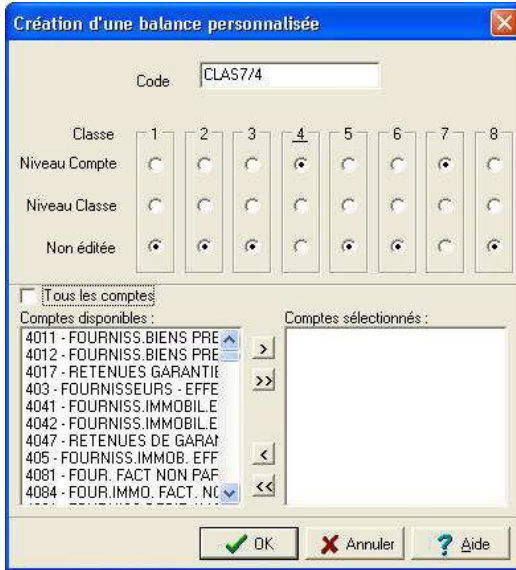 Création d'une balance personnalisée
Code CLAS7/4
Classe 1 2 3 4 5 6 7 8
Niveau Compte
Niveau Classe
Non éditée
Tous les comptes
Comptes disponibles : Comptes sélectionnés :
4011 - FOURNISS.BIENS PRE
4012 - FOURNISS.BIENS PRE
4017 - RETENUES GARANTIE
403 - FOURNISSEURS - EFFE
4041 - FOURNISS.IMMOBIL.E
4042 - FOURNISS.IMMOBIL.E
4047 - RETENUES DE GARAN
405 - FOURNISS.IMMOB. EFF
4081 - FOUR. FACT NON PAR
4084 - FOUR.IMMO. FACT. NO
>
>>
<
<<
OK Annuler ? Aide